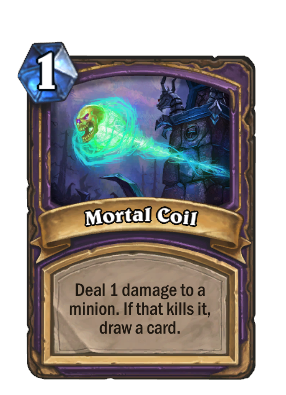 1
Mortal Coil
Deal 1 damage to a
minion. If that kills it,
draw a card.